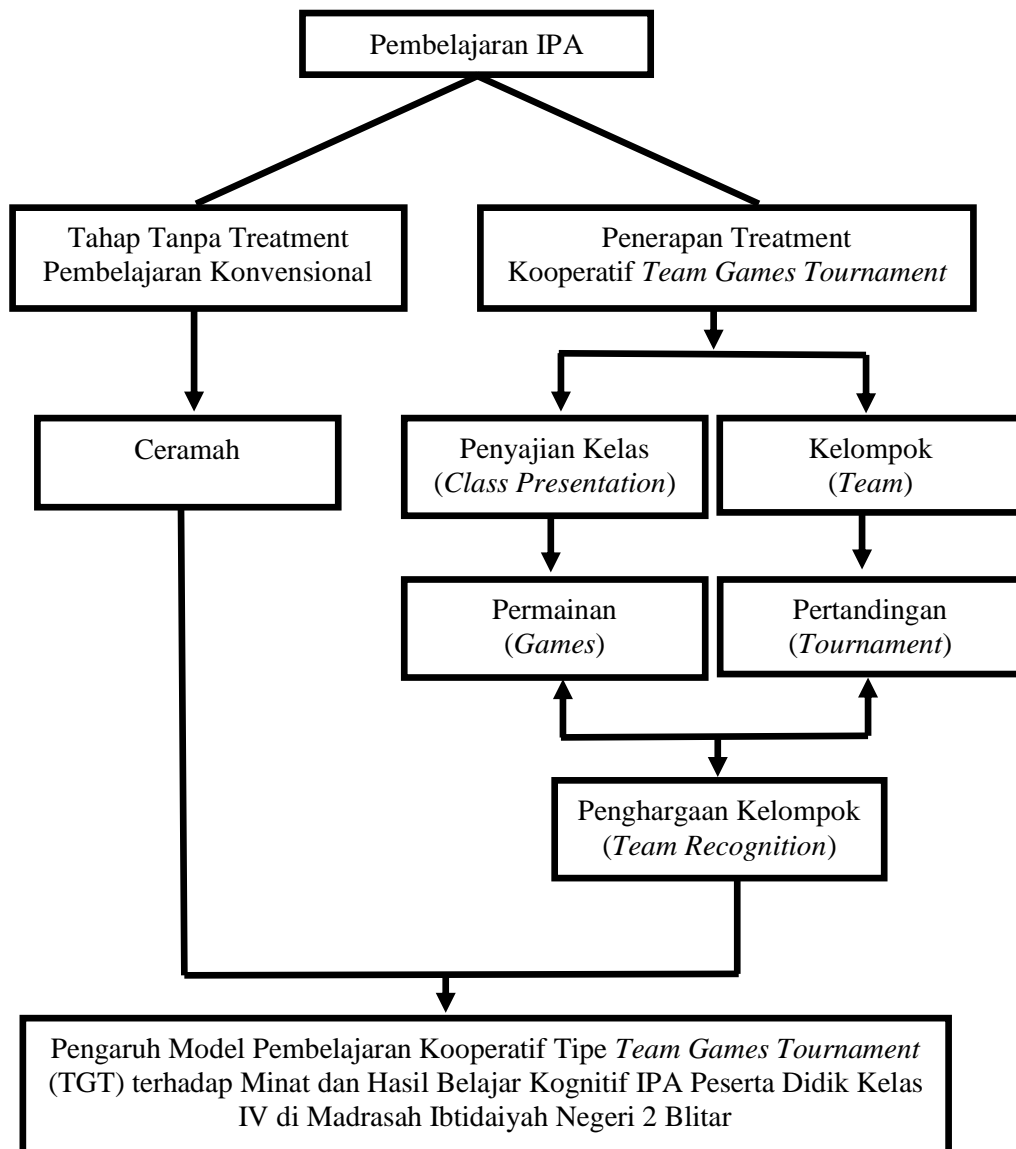 Pembelajaran IPA
Tahap Tanpa Treatment
Pembelajaran Konvensional
Penerapan Treatment
Kooperatif Team Games Tournament
Ceramah
Penyajian Kelas
(Class Presentation)
Kelompok
(Team)
Permainan
(Games)
Pertandingan
(Tournament)
Penghargaan Kelompok
(Team Recognition)
Pengaruh Model Pembelajaran Kooperatif Tipe Team Games Tournament
(TGT) terhadap Minat dan Hasil Belajar Kognitif IPA Peserta Didik Kelas
IV di Madrasah Ibtidaiyah Negeri 2 Blitar